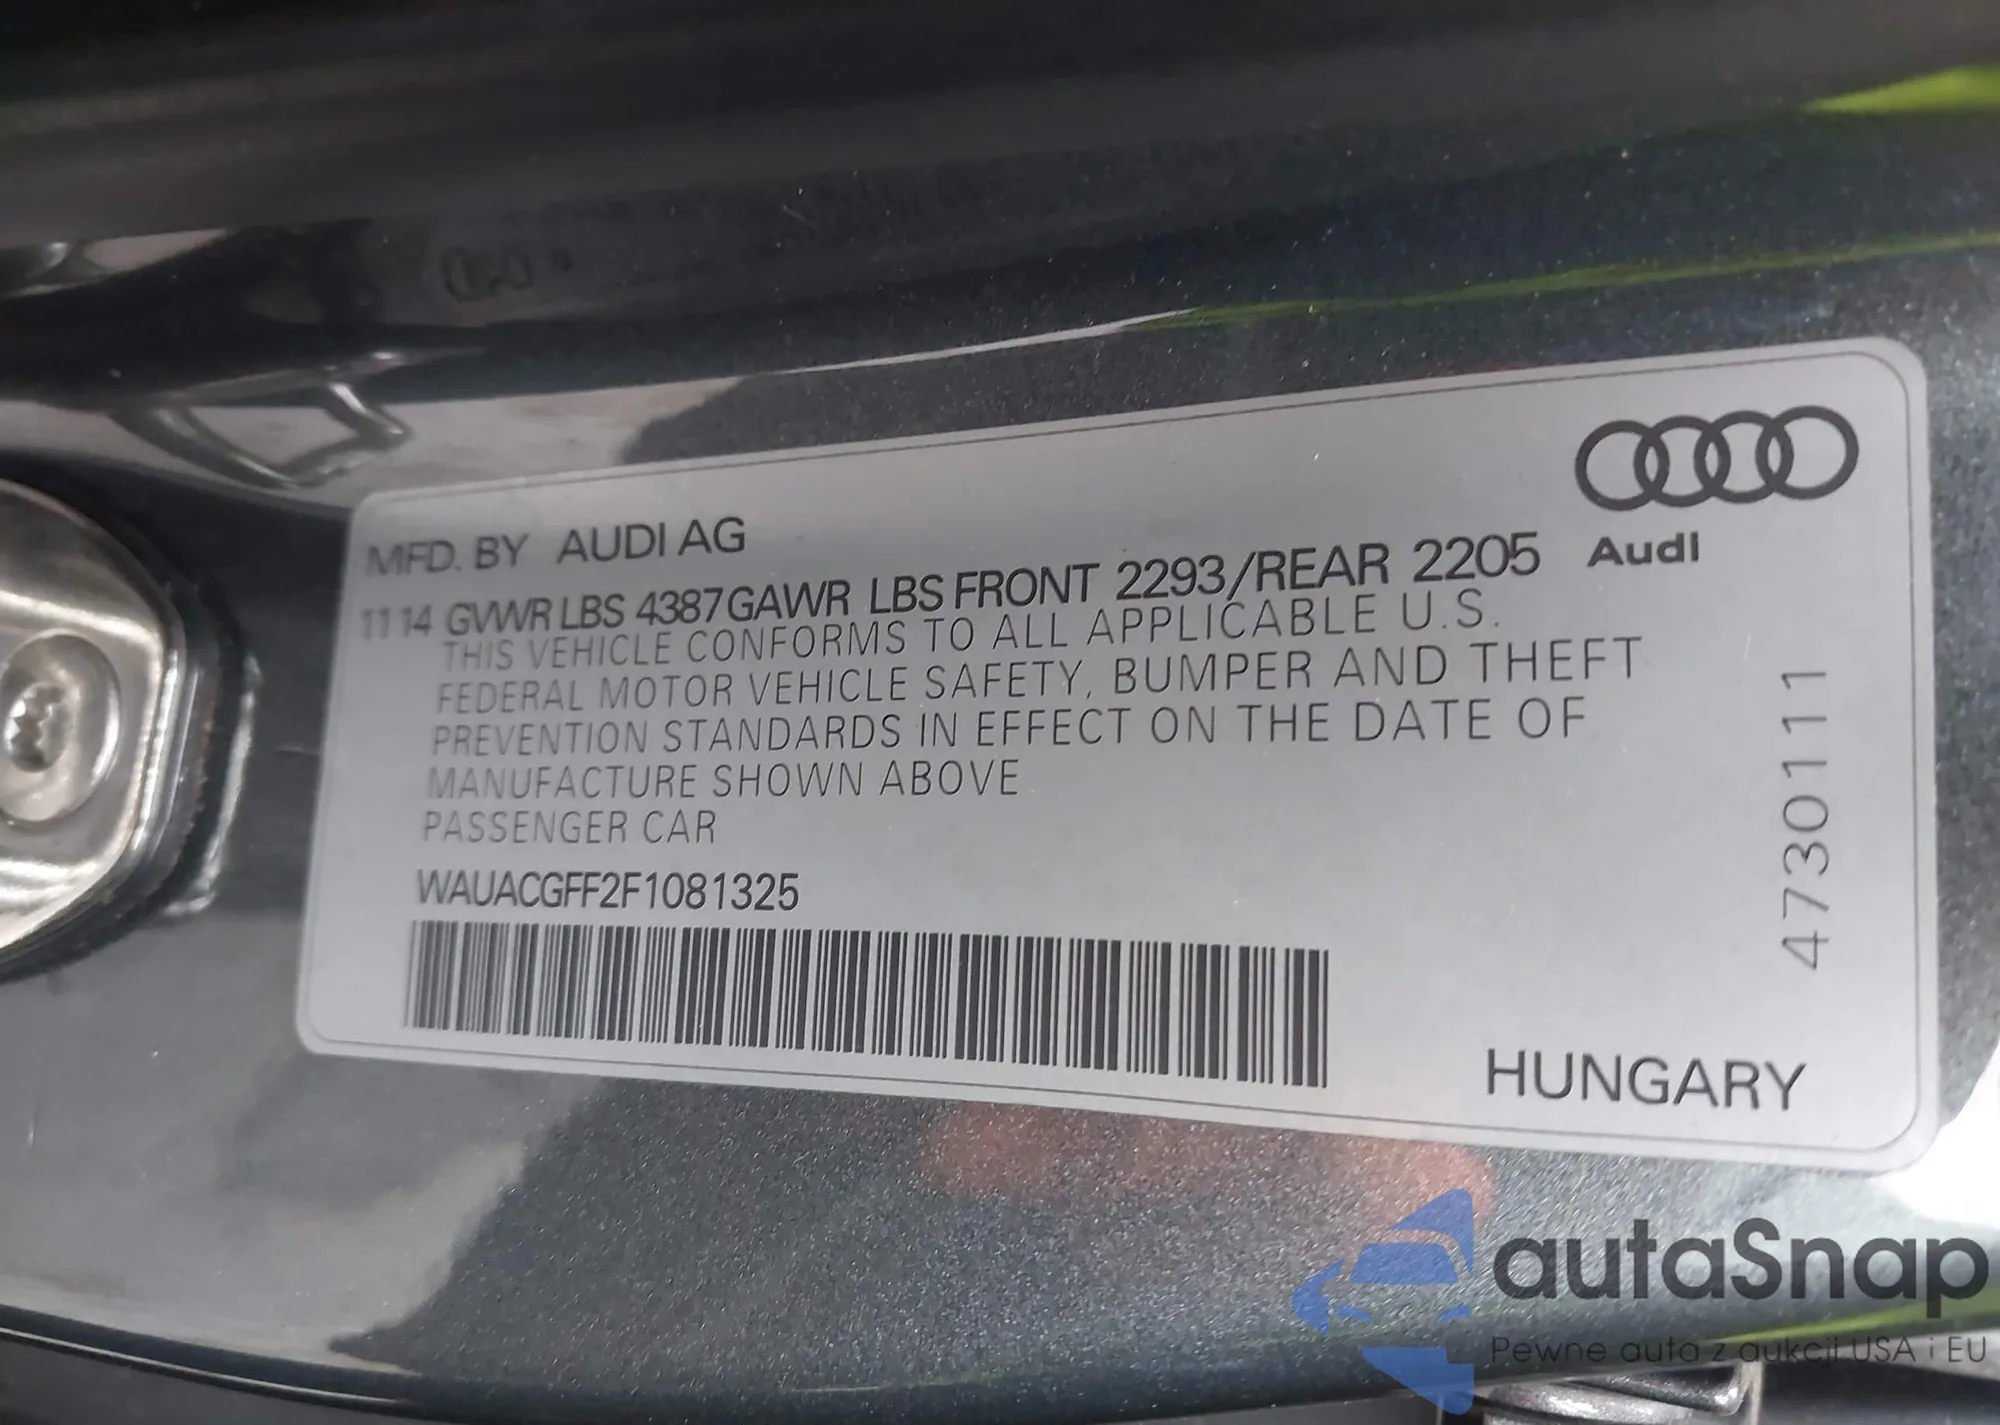 MFD. BY AUDI AG
11 14 GVWR LBS 4387 GAWR LBS FRONT 2293/REAR 2205
Audi
THIS VEHICLE CONFORMS TO ALL APPLICABLE U.S.
FEDERAL MOTOR VEHICLE SAFETY, BUMPER AND THEFT
PREVENTION STANDARDS IN EFFECT ON THE DATE OF
MANUFACTURE SHOWN ABOVE
PASSENGER CAR
WAUACGFF2F1081325
4730111
HUNGARY
autaSnap
Pewne auta z aukcji USA i EU